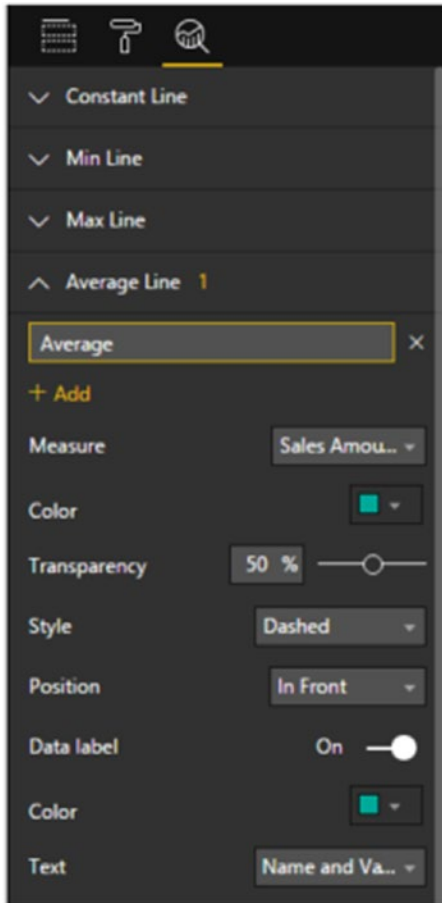 Constant Line
Min Line
Max Line
Average Line 1
Average
+ Add
Measure Sales Amou...
Color
Transparency 50 %
Style Dashed
Position In Front
Data label On
Color
Text Name and Va...